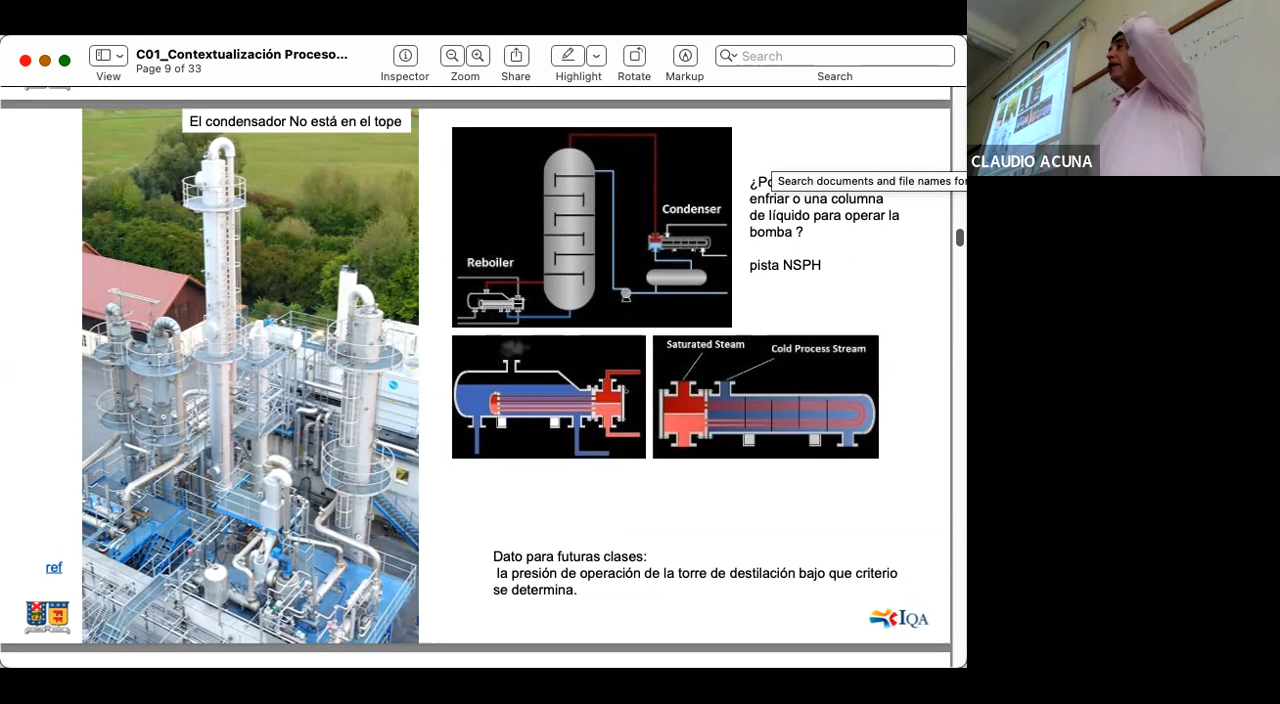 C01_Contextualización Proceso...
Page 9 of 33
View
Inspector
Zoom
Share
Highlight
Rotate
Markup
Search
Search
CLAUDIO ACUNA
El condensador No está en el tope
Condenser
Reboiler
¿Po
Search documents and file names for
enfriar o una columna
de líquido para operar la
bomba ?
pista NSPH
Saturated Steam
Cold Process Stream
Dato para futuras clases:
la presión de operación de la torre de destilación bajo que criterio
se determina.
ref
IQA